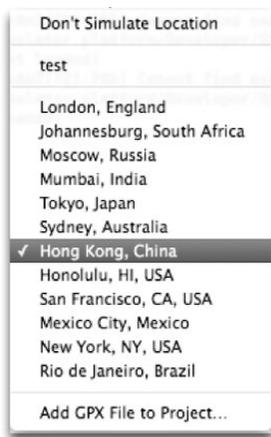 Don't Simulate Location
test
London, England
Johannesburg, South Africa
Moscow, Russia
Mumbai, India
Tokyo, Japan
Sydney, Australia
✓ Hong Kong, China
Honolulu, HI, USA
San Francisco, CA, USA
Mexico City, Mexico
New York, NY, USA
Rio de Janeiro, Brazil
Add GPX File to Project...